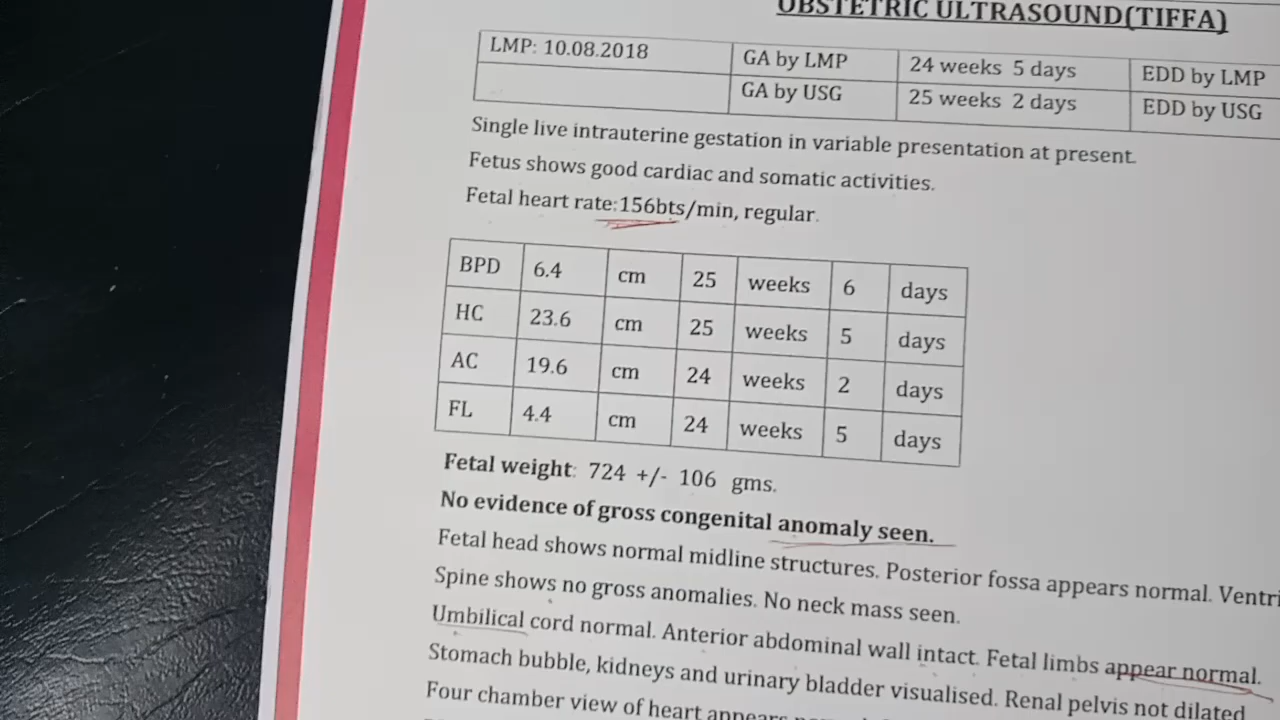 OBSTETRIC ULTRASOUND(TIFFA)
LMP: 10.08.2018 GA by LMP 24 weeks 5 days EDD by LMP
GA by USG 25 weeks 2 days EDD by USG
Single live intrauterine gestation in variable presentation at present.
Fetus shows good cardiac and somatic activities.
Fetal heart rate:156bts/min, regular.
BPD 6.4 cm 25 weeks 6 days
HC 23.6 cm 25 weeks 5 days
AC 19.6 cm 24 weeks 2 days
FL 4.4 cm 24 weeks 5 days
Fetal weight: 724 +/- 106 gms.
No evidence of gross congenital anomaly seen.
Fetal head shows normal midline structures. Posterior fossa appears normal. Ventri
Spine shows no gross anomalies. No neck mass seen.
Umbilical cord normal. Anterior abdominal wall intact. Fetal limbs appear normal.
Stomach bubble, kidneys and urinary bladder visualised. Renal pelvis not dilated
Four chamber view of heart appears